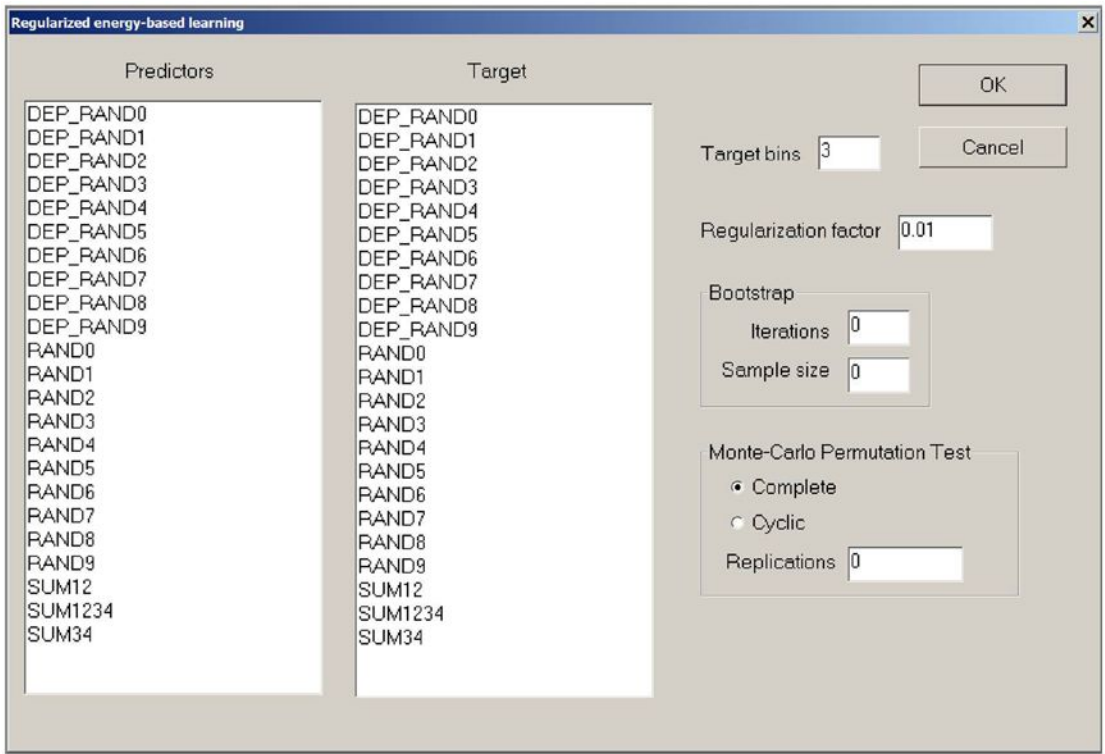 Regularized energy-based learning
Predictors
DEP_RAND0
DEP_RAND1
DEP_RAND2
DEP_RAND3
DEP_RAND4
DEP_RAND5
DEP_RAND6
DEP_RAND7
DEP_RAND8
DEP_RAND9
RAND0
RAND1
RAND2
RAND3
RAND4
RAND5
RAND6
RAND7
RAND8
RAND9
SUM12
SUM1234
SUM34
Target
DEP_RAND0
DEP_RAND1
DEP_RAND2
DEP_RAND3
DEP_RAND4
DEP_RAND5
DEP_RAND6
DEP_RAND7
DEP_RAND8
DEP_RAND9
RAND0
RAND1
RAND2
RAND3
RAND4
RAND5
RAND6
RAND7
RAND8
RAND9
SUM12
SUM1234
SUM34
OK
Cancel
Target bins 3
Regularization factor 0.01
Bootstrap
Iterations 0
Sample size 0
Monte-Carlo Permutation Test
Complete
Cyclic
Replications 0